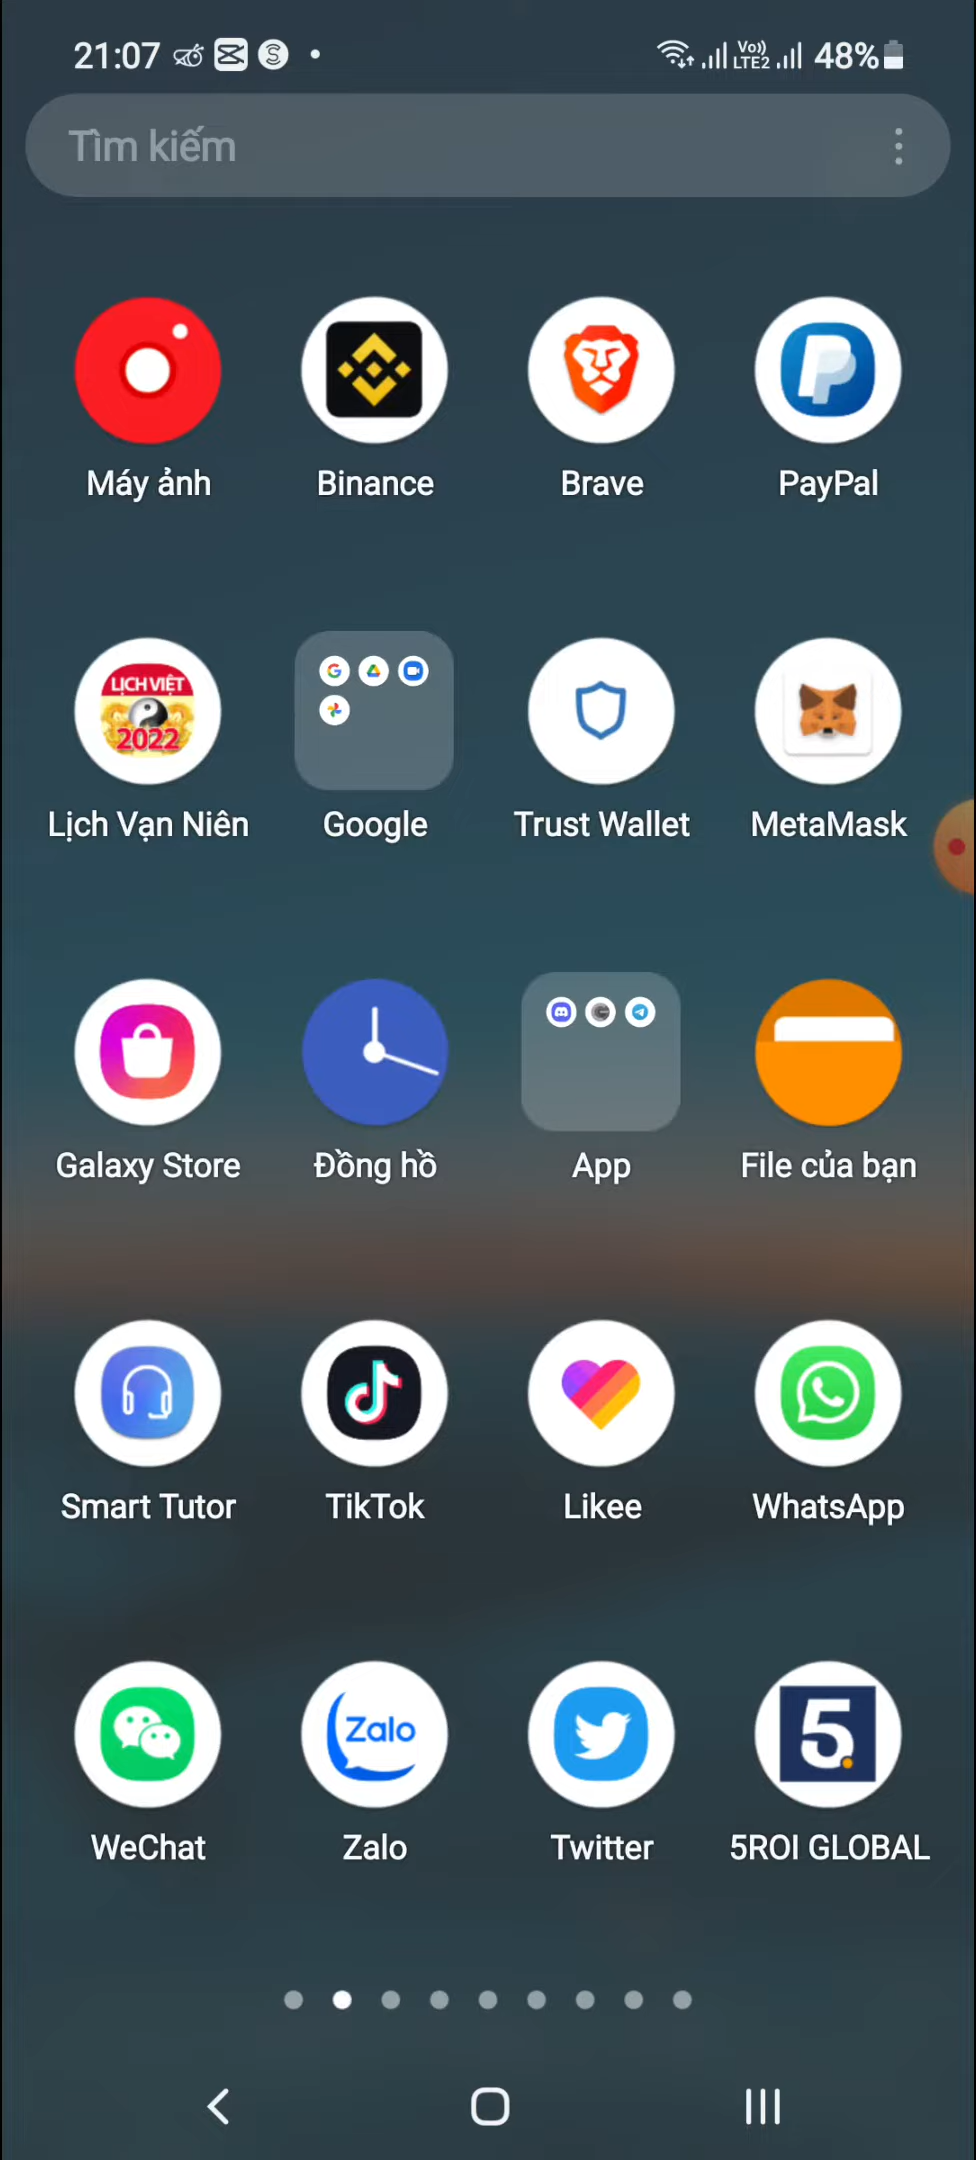 21:07
Vo))
LTE2
48%
Tìm kiếm
Máy ảnh
Binance
Brave
PayPal
LỊCH VIỆT
2022
Lịch Vạn Niên
Google
Trust Wallet
MetaMask
Galaxy Store
Đồng hồ
App
File của bạn
Smart Tutor
TikTok
Likee
WhatsApp
Zalo
5
WeChat
Zalo
Twitter
5ROI GLOBAL